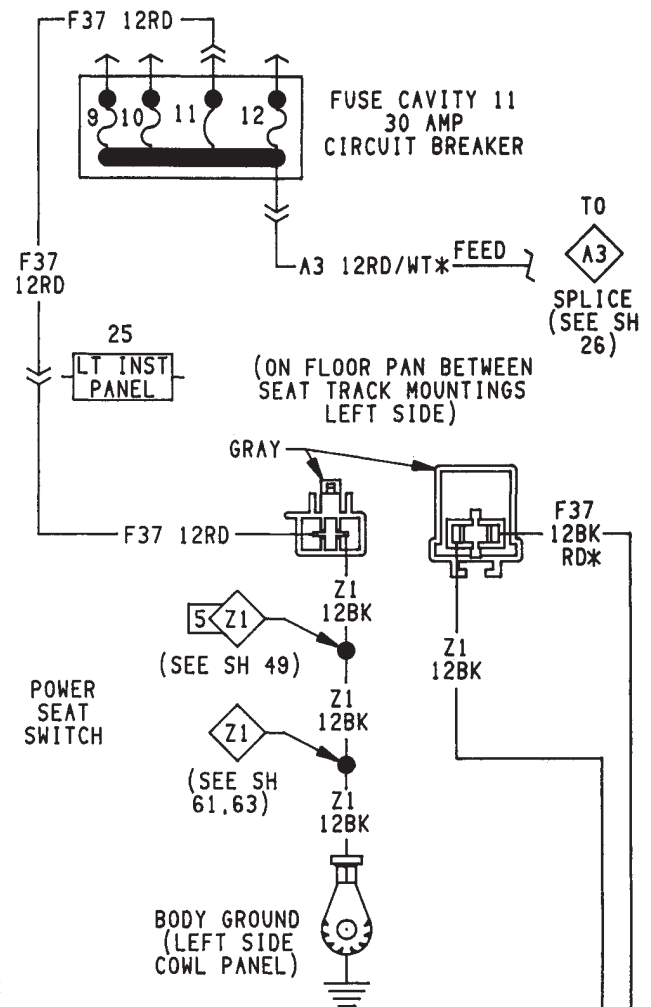 F37 12RD
9 10 11 12
FUSE CAVITY 11
30 AMP
CIRCUIT BREAKER
TO
A3
A3 12RD/WT* FEED
SPLICE
(SEE SH
26)
F37
12RD
25
LT INST
PANEL
(ON FLOOR PAN BETWEEN
SEAT TRACK MOUNTINGS
LEFT SIDE)
GRAY
F37 12RD
F37
12BK
RD*
Z1
12BK
5 Z1
(SEE SH 49)
Z1
12BK
POWER
SEAT
SWITCH
Z1
12BK
Z1
(SEE SH
61,63)
Z1
12BK
BODY GROUND
(LEFT SIDE
COWL PANEL)